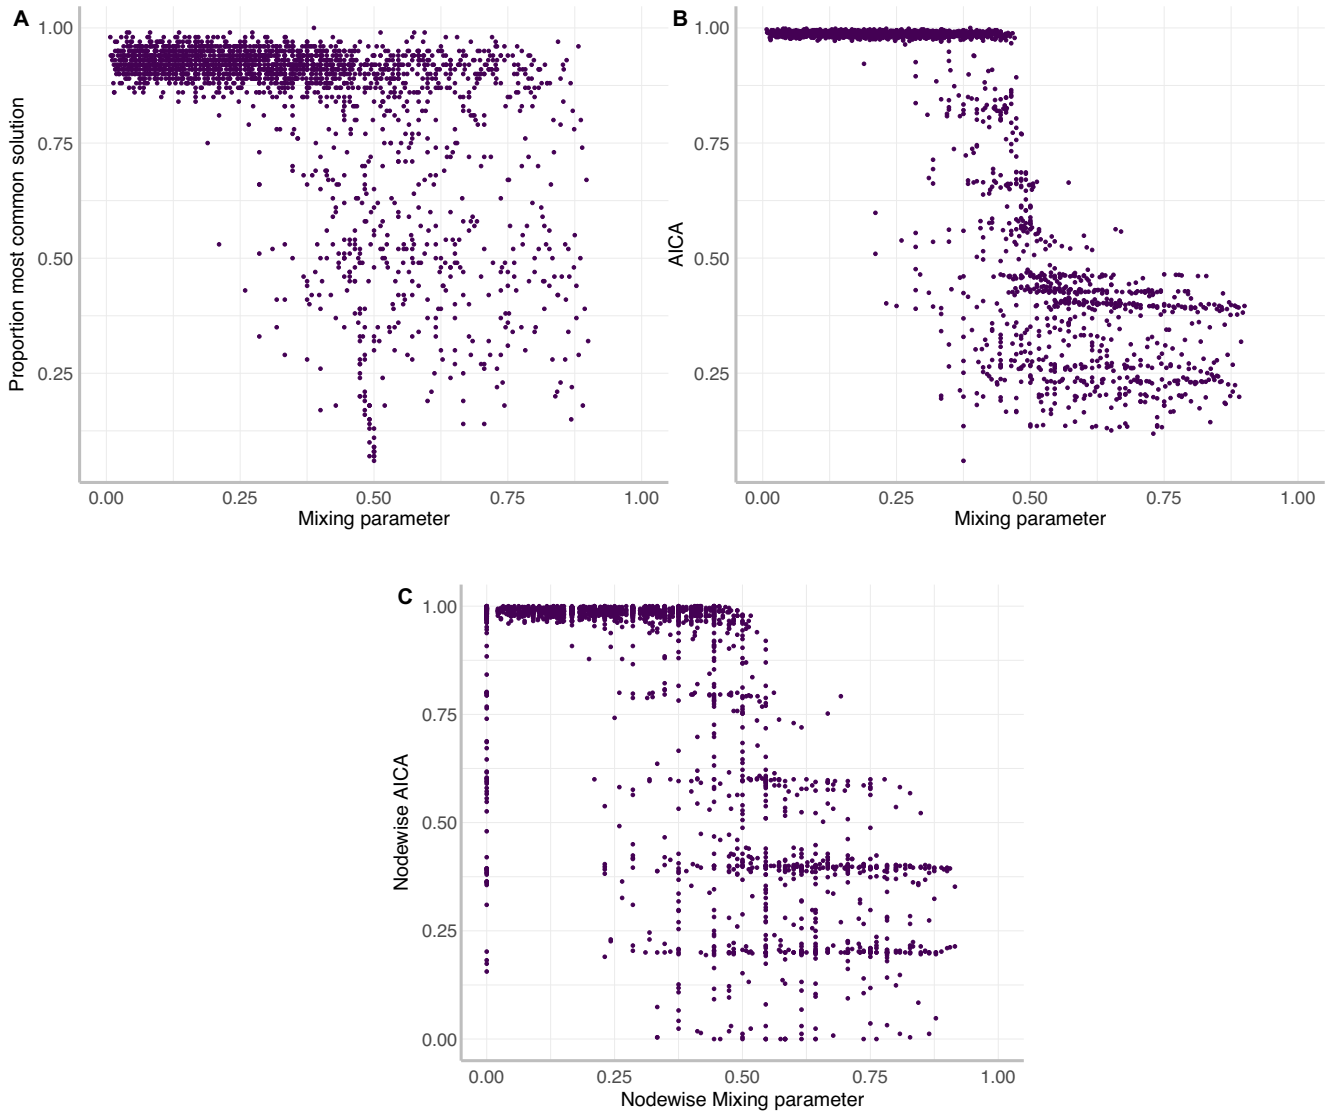 A
Proportion most common solution
1.00
0.75
0.50
0.25
0.00 0.25 0.50 0.75 1.00
Mixing parameter
B
AICA
1.00
0.75
0.50
0.25
0.00 0.25 0.50 0.75 1.00
Mixing parameter
C
Nodewise AICA
1.00
0.75
0.50
0.25
0.00
0.00 0.25 0.50 0.75 1.00
Nodewise Mixing parameter